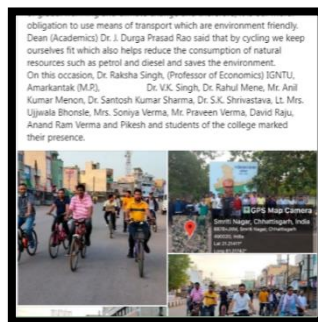 obligation to use means of transport which are environment friendly.
Dean (Academics) Dr. J. Durga Prasad Rao said that by cycling we keep
ourselves fit which also helps reduce the consumption of natural
resources such as petrol and diesel and saves the environment.
On this occasion, Dr. Raksha Singh, (Professor of Economics) IGNTU,
Amarkantak (M.P.), Dr. V.K. Singh, Dr. Rahul Mene, Mr. Anil
Kumar Menon, Dr. Santosh Kumar Sharma, Dr. S.K. Shrivastava, Lt. Mrs.
Ujjwala Bhonsle, Mrs. Soniya Verma, Mr. Praveen Verma, David Raju,
Anand Ram Verma and Pikesh and students of the college marked
their presence.
GPS Map Camera
Smriti Nagar, Chhattisgarh, India